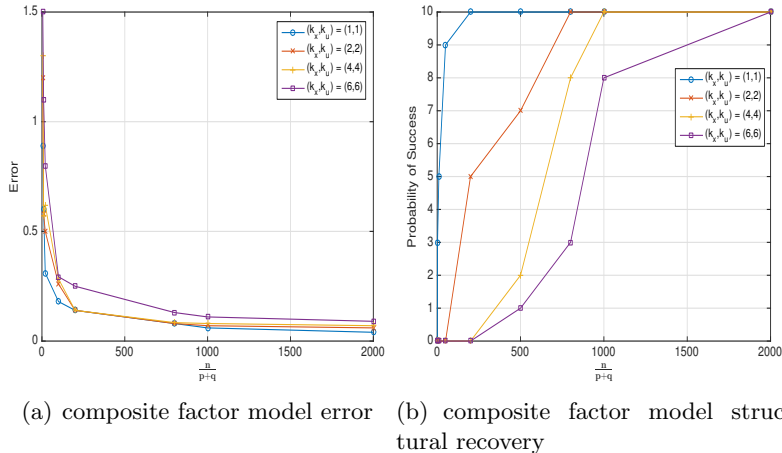 1.5
1
0.5
0
0 500 1000 1500 2000
Error
n
p+q
(k_x,k_u) = (1,1)
(k_x,k_u) = (2,2)
(k_x,k_u) = (4,4)
(k_x,k_u) = (6,6)
10
9
8
7
6
5
4
3
2
1
0
0 500 1000 1500 2000
Probability of Success
n
p+q
(k_x,k_u) = (1,1)
(k_x,k_u) = (2,2)
(k_x,k_u) = (4,4)
(k_x,k_u) = (6,6)
(a) composite factor model error
(b) composite factor model struc
tural recovery